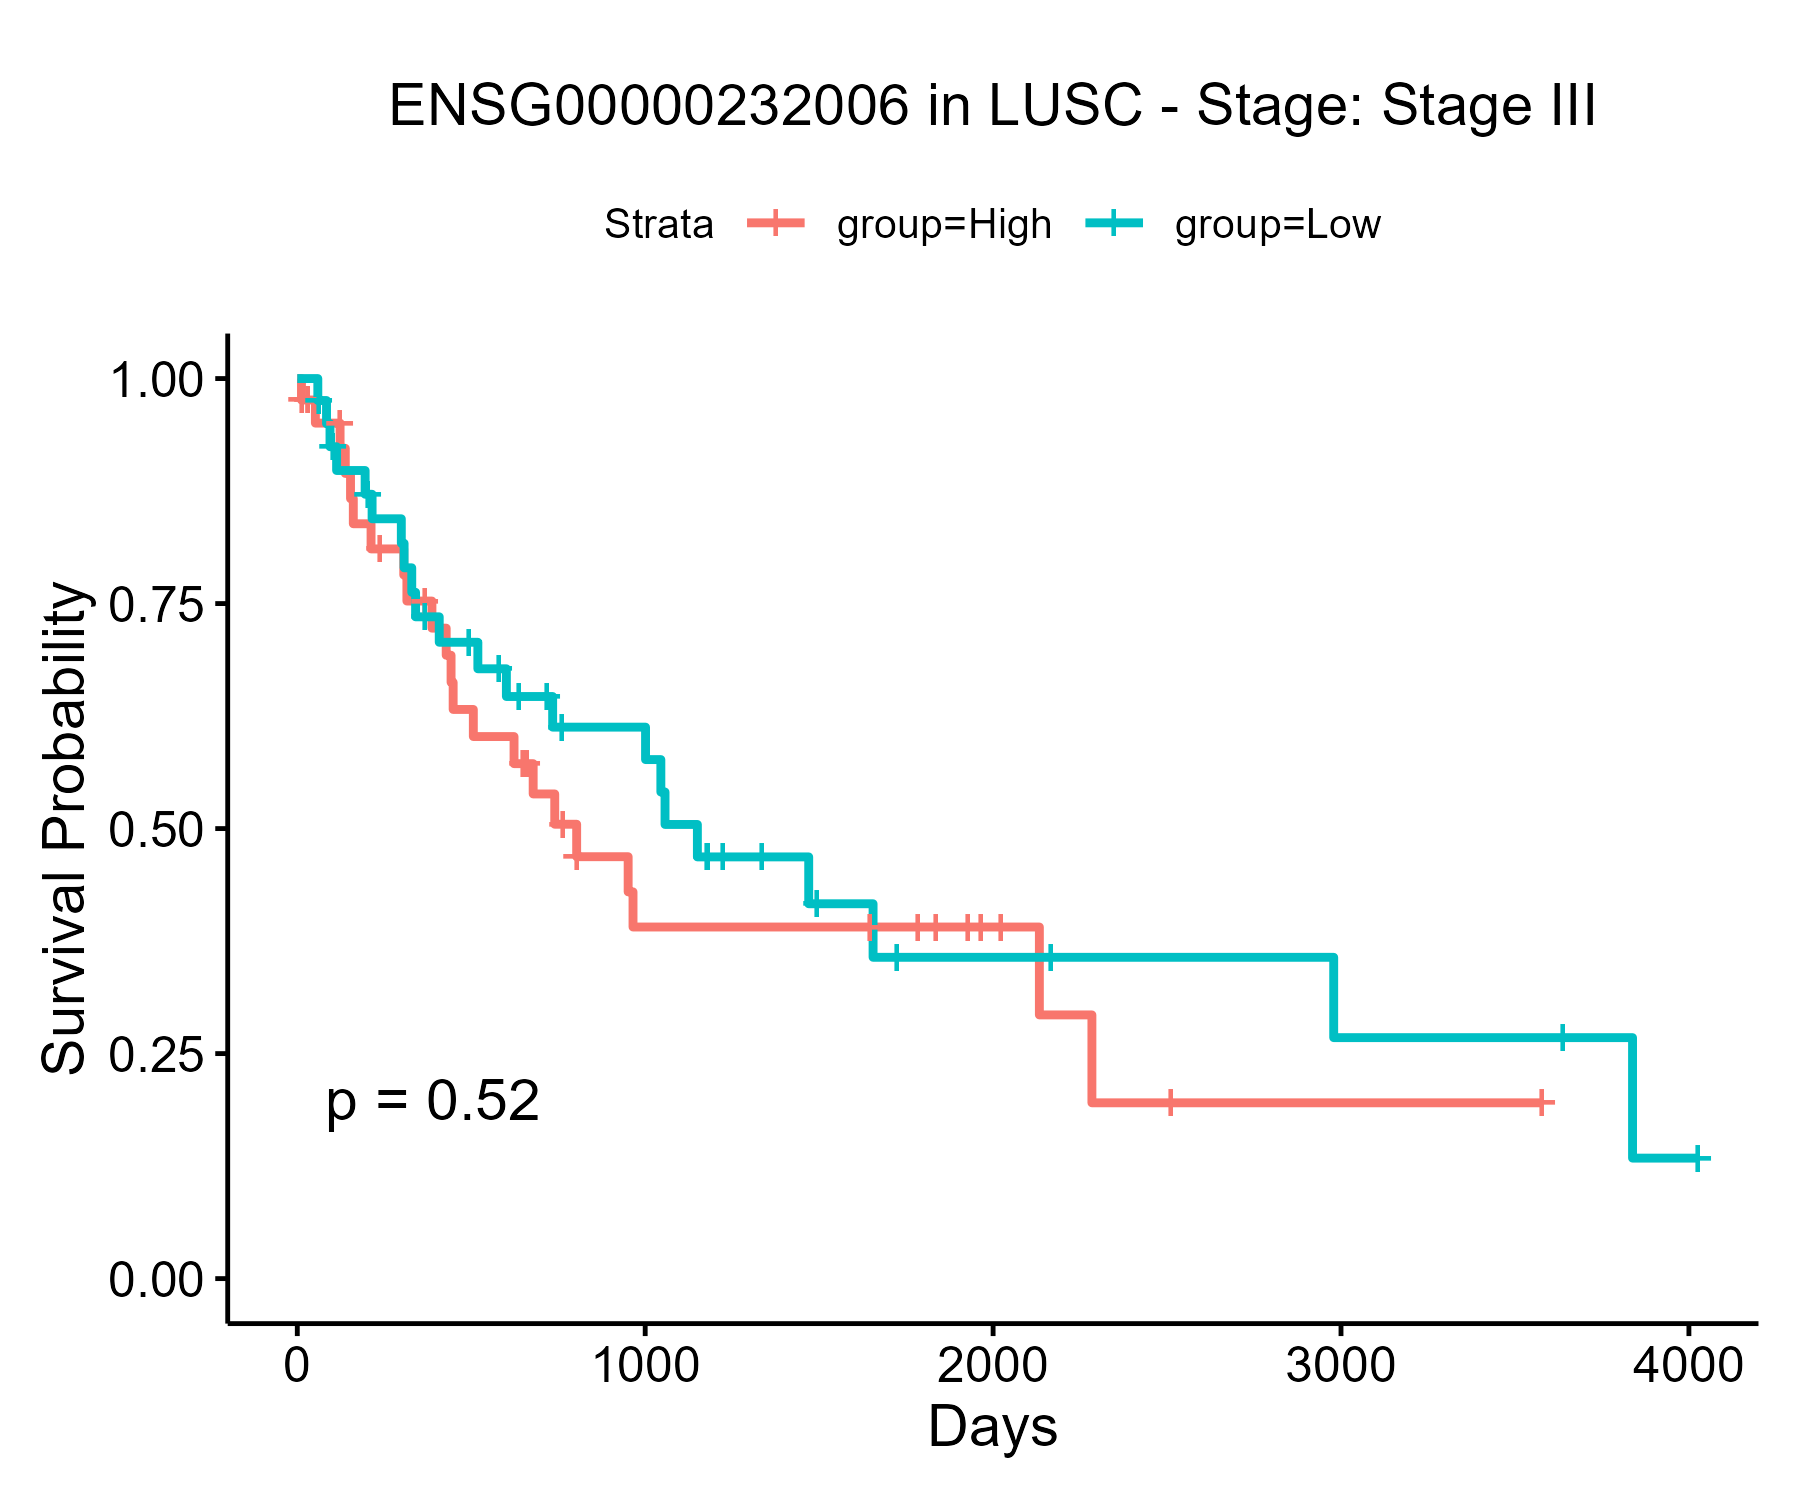 ENSG00000232006 in LUSC - Stage: Stage III
Strata group=High group=Low
Survival Probability
1.00
0.75
0.50
0.25
0.00
p = 0.52
0 1000 2000 3000 4000
Days